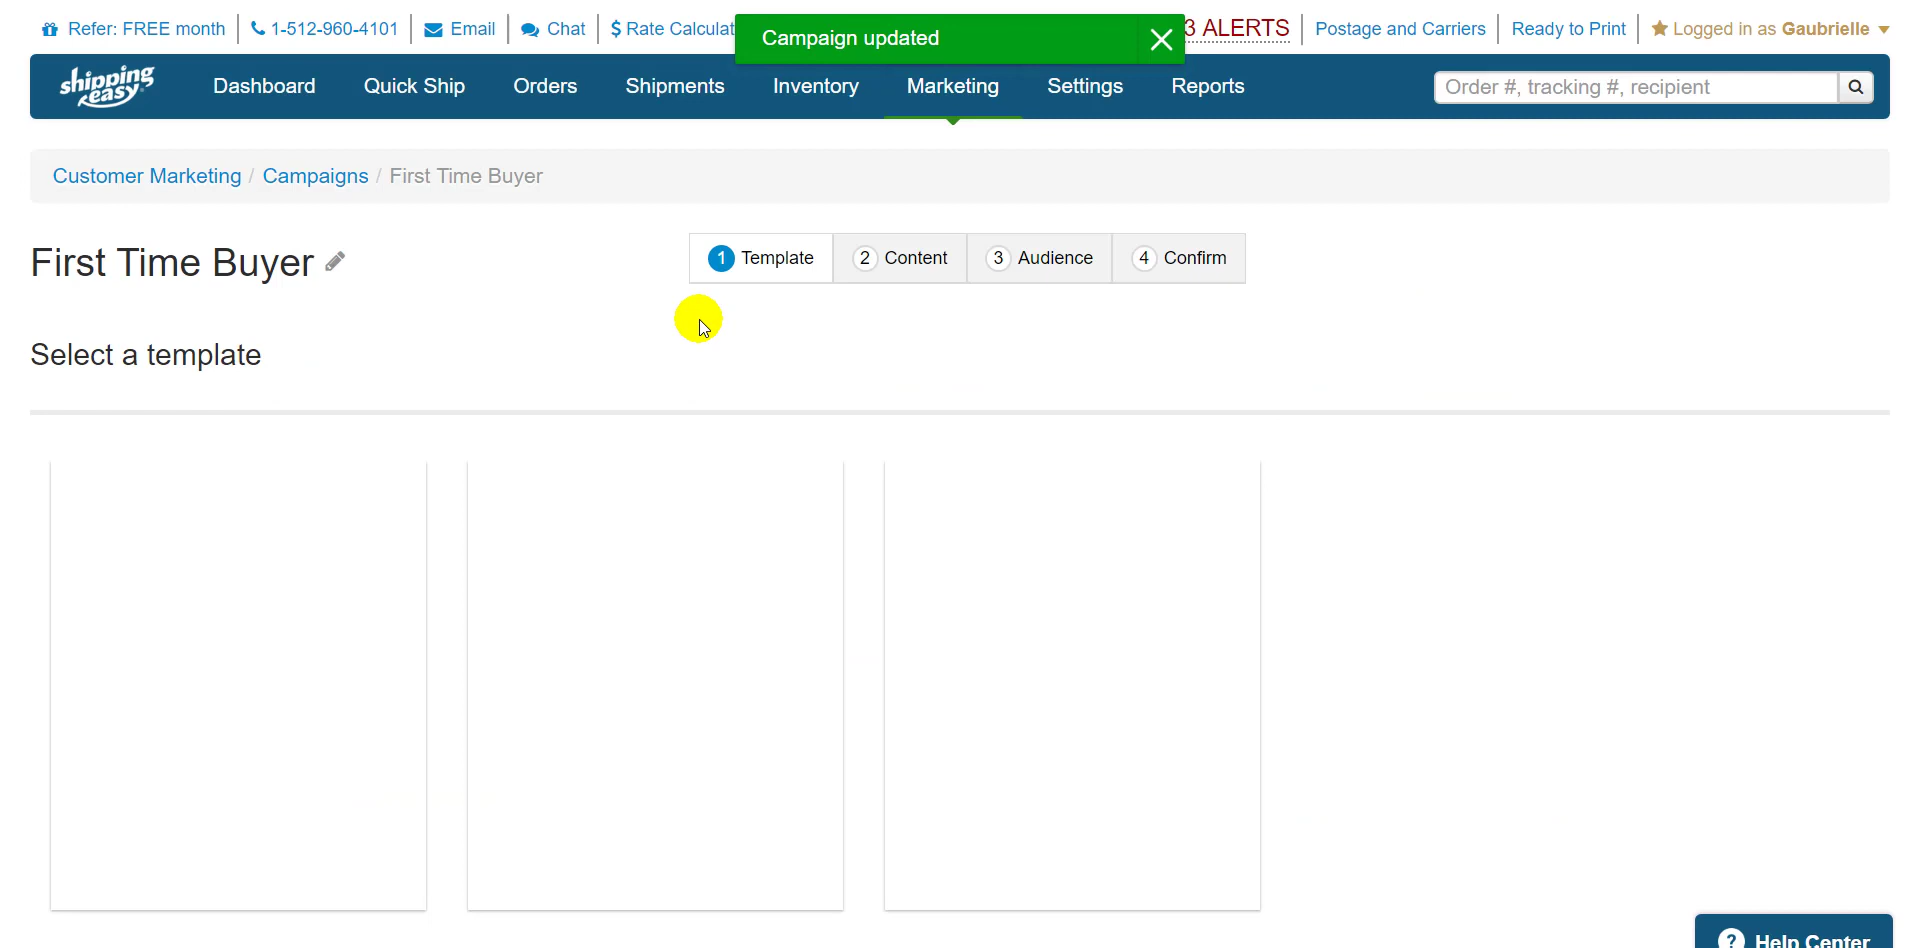 Refer: FREE month
1-512-960-4101
Email
Chat
$ Rate Calculat
Campaign updated
3 ALERTS
Postage and Carriers
Ready to Print
Logged in as Gaubrielle
shipping easy
Dashboard
Quick Ship
Orders
Shipments
Inventory
Marketing
Settings
Reports
Order #, tracking #, recipient
Customer Marketing / Campaigns / First Time Buyer
First Time Buyer
1 Template
2 Content
3 Audience
4 Confirm
Select a template
? Help Center